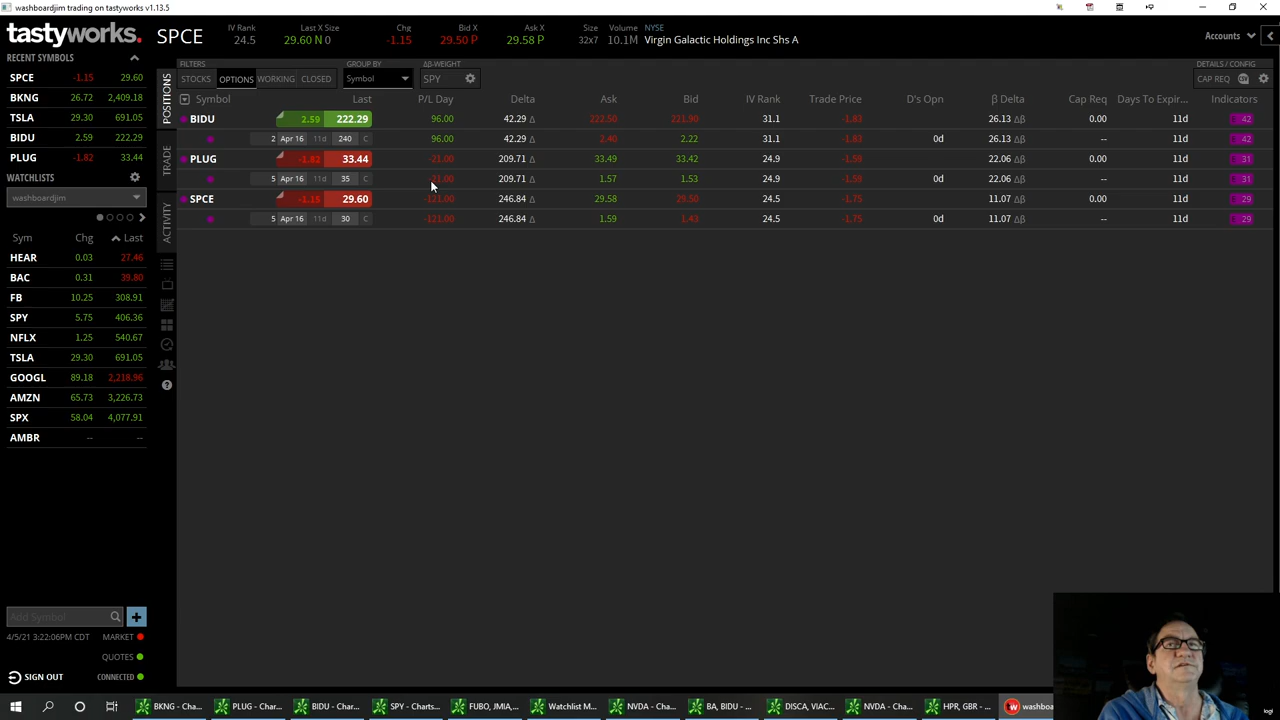 washboardjim trading on tastyworks v1.13.5
tastyworks.
SPCE
IV Rank
24.5
Last X Size
29.60 N 0
Chg
-1.15
Bid X
29.50 P
Ask X
29.58 P
Size
32x7
Volume
10.1M
NYSE
Virgin Galactic Holdings Inc Shs A
Accounts
RECENT SYMBOLS
SPCE -1.15 29.60
BKNG 26.72 2,409.18
TSLA 29.30 691.05
BIDU 2.59 222.29
PLUG -1.82 33.44
WATCHLISTS
washboardjim
Sym Chg Last
HEAR 0.03 27.46
BAC 0.31 39.80
FB 10.25 308.91
SPY 5.75 406.36
NFLX 1.25 540.67
TSLA 29.30 691.05
GOOGL 89.18 2,218.96
AMZN 65.73 3,226.73
SPX 58.04 4,077.91
AMBR -- --
Add Symbol
4/5/21 3:22:06PM CDT MARKET
QUOTES
SIGN OUT CONNECTED
POSITIONS
TRADE
ACTIVITY
FILTERS
STOCKS OPTIONS WORKING CLOSED
GROUP BY
Symbol
Δβ-WEIGHT
SPY
DETAILS / CONFIG
CAP REQ
Symbol Last P/L Day Delta Ask Bid IV Rank Trade Price D's Opn β Delta Cap Req Days To Expir... Indicators
BIDU 2.59 222.29 96.00 42.29 Δ 222.50 221.90 31.1 -1.83 26.13 Δβ 0.00 11d 42
2 Apr 16 11d 240 C 96.00 42.29 Δ 2.40 2.22 31.1 -1.83 0d 26.13 Δβ -- 11d 42
PLUG -1.82 33.44 -21.00 209.71 Δ 33.49 33.42 24.9 -1.59 22.06 Δβ 0.00 11d 31
5 Apr 16 11d 35 C -21.00 209.71 Δ 1.57 1.53 24.9 -1.59 0d 22.06 Δβ -- 11d 31
SPCE -1.15 29.60 -121.00 246.84 Δ 29.58 29.50 24.5 -1.75 11.07 Δβ 0.00 11d 29
5 Apr 16 11d 30 C -121.00 246.84 Δ 1.59 1.43 24.5 -1.75 0d 11.07 Δβ -- 11d 29
logi
BKNG - Cha... PLUG - Char... BIDU - Char... SPY - Charts... FUBO, JMIA,... Watchlist M... NVDA - Cha... BA, BIDU - ... DISCA, VIAC... NVDA - Cha... HPR, GBR - ... washboa